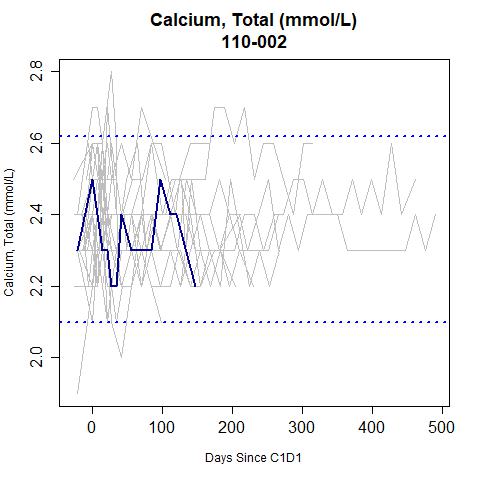 Calcium, Total (mmol/L)
110-002
Calcium, Total (mmol/L)
2.8
2.6
2.4
2.2
2.0
0 100 200 300 400 500
Days Since C1D1